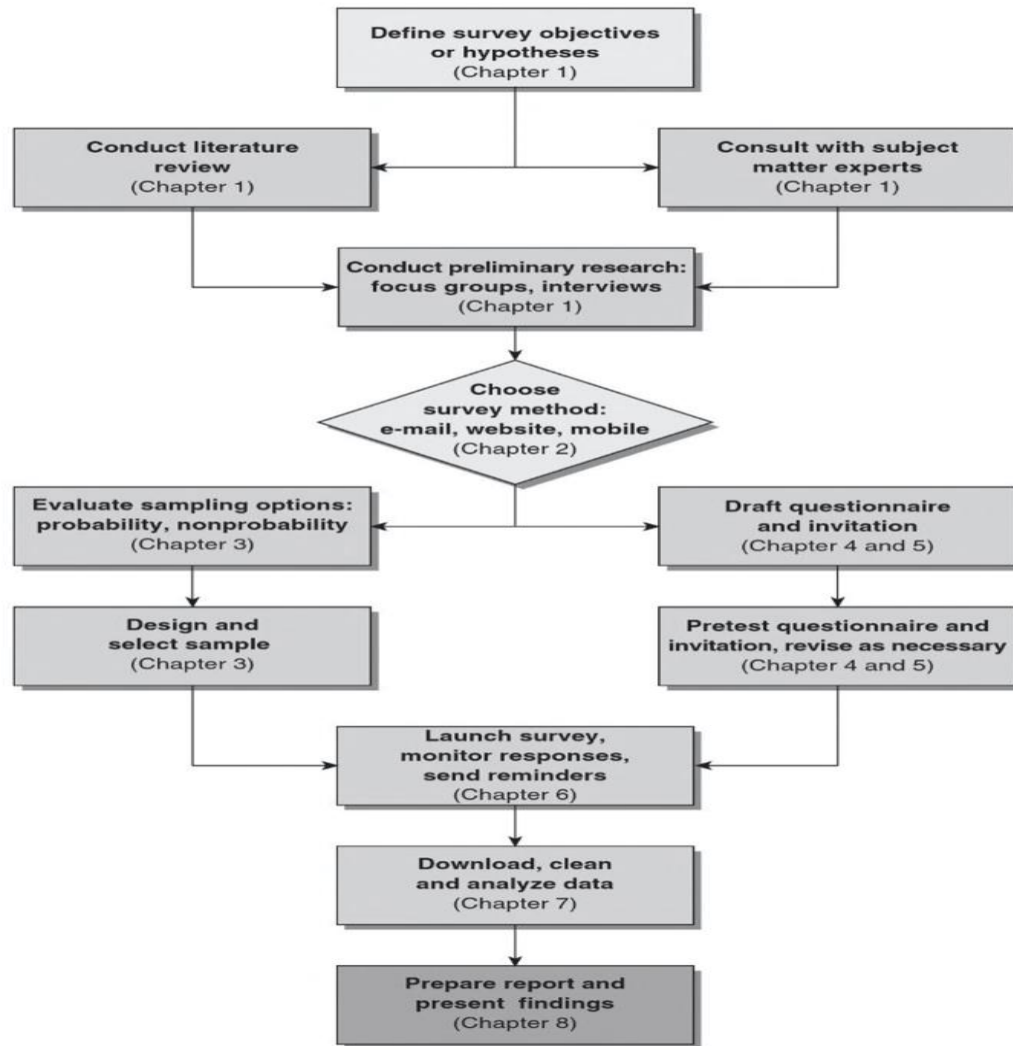 Define survey objectives
or hypotheses
(Chapter 1)
Conduct literature
review
(Chapter 1)
Consult with subject
matter experts
(Chapter 1)
Conduct preliminary research:
focus groups, interviews
(Chapter 1)
Choose
survey method:
e-mail, website, mobile
(Chapter 2)
Evaluate sampling options:
probability, nonprobability
(Chapter 3)
Draft questionnaire
and invitation
(Chapter 4 and 5)
Design and
select sample
(Chapter 3)
Pretest questionnaire and
invitation, revise as necessary
(Chapter 4 and 5)
Launch survey,
monitor responses,
send reminders
(Chapter 6)
Download, clean
and analyze data
(Chapter 7)
Prepare report and
present findings
(Chapter 8)